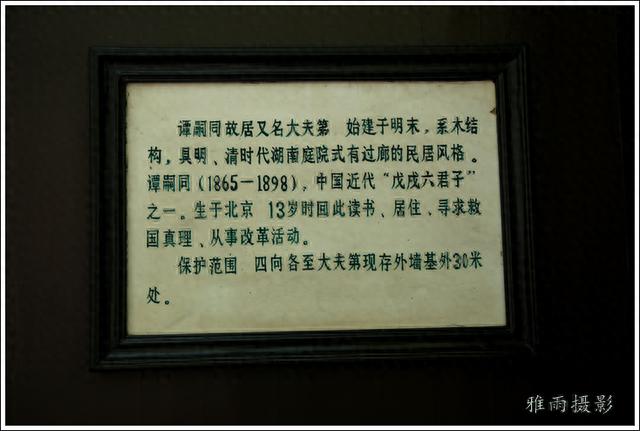 谭嗣同故居又名大夫第 始建于明末，系木结
构，具明、清时代湖南庭院式有过廊的民居风格。
谭嗣同（1865—1898），中国近代“戊戌六君子”
之一。生于北京 13岁时回此读书、居住、寻求救
国真理、从事改革活动。
保护范围 四向各至大夫第现存外墙基外30米
处。
雅雨摄影